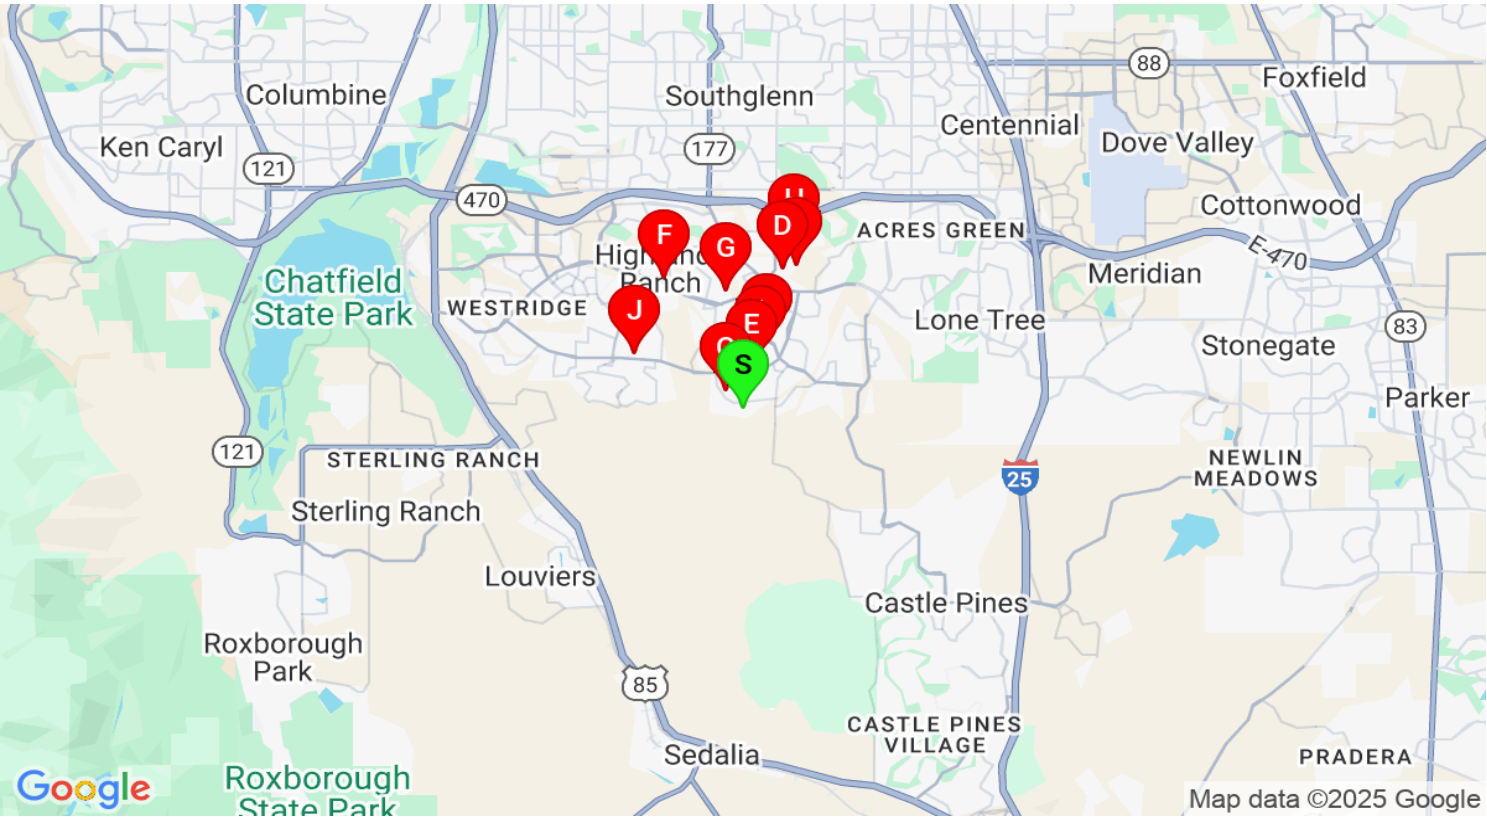 Columbine
Southglenn
88
Foxfield
Ken Caryl
121
177
Centennial
Dove Valley
470
Cottonwood
ACRES GREEN
E-470
F
G
D
Chatfield
State Park
Ranch
Meridian
WESTRIDGE
J
E
Lone Tree
83
Stonegate
S
Parker
121
STERLING RANCH
Sterling Ranch
25
NEWLIN
MEADOWS
Louviers
Castle Pines
Roxborough
Park
85
CASTLE PINES
VILLAGE
Sedalia
PRADERA
Google
Roxborough
State Park
Map data ©2025 Google